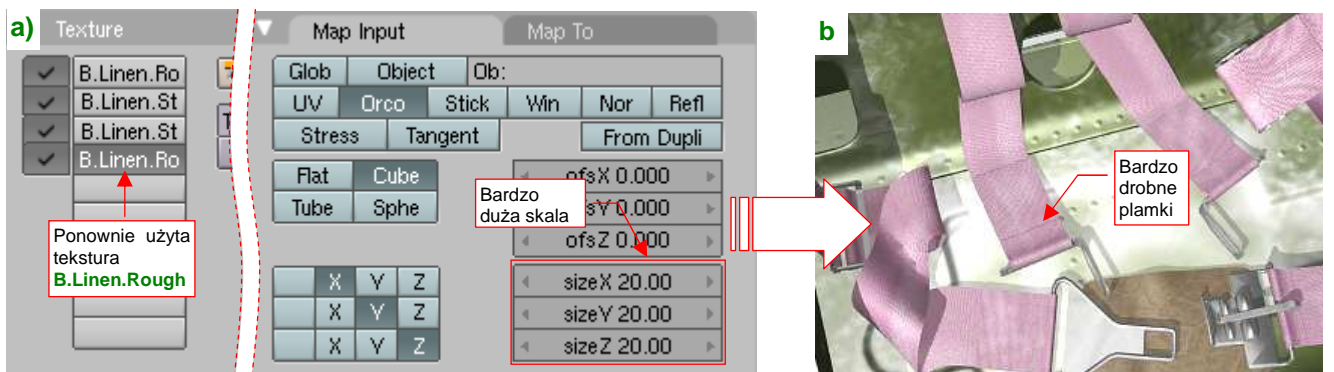 a)
Texture
Map Input
Map To
B.Linen.Ro
B.Linen.St
B.Linen.St
B.Linen.Ro
Ponownie użyta
tekstura
B.Linen.Rough
Glob Object Ob:
UV Orco Stick Win Nor Refl
Stress Tangent From Dupli
Flat Cube
Tube Sphe
Bardzo
duża skala
ofsX 0.000
ofsZ 0.000
X Y Z
X Y Z
X Y Z
sizeX 20.00
sizeY 20.00
sizeZ 20.00
b
Bardzo
drobne
plamki